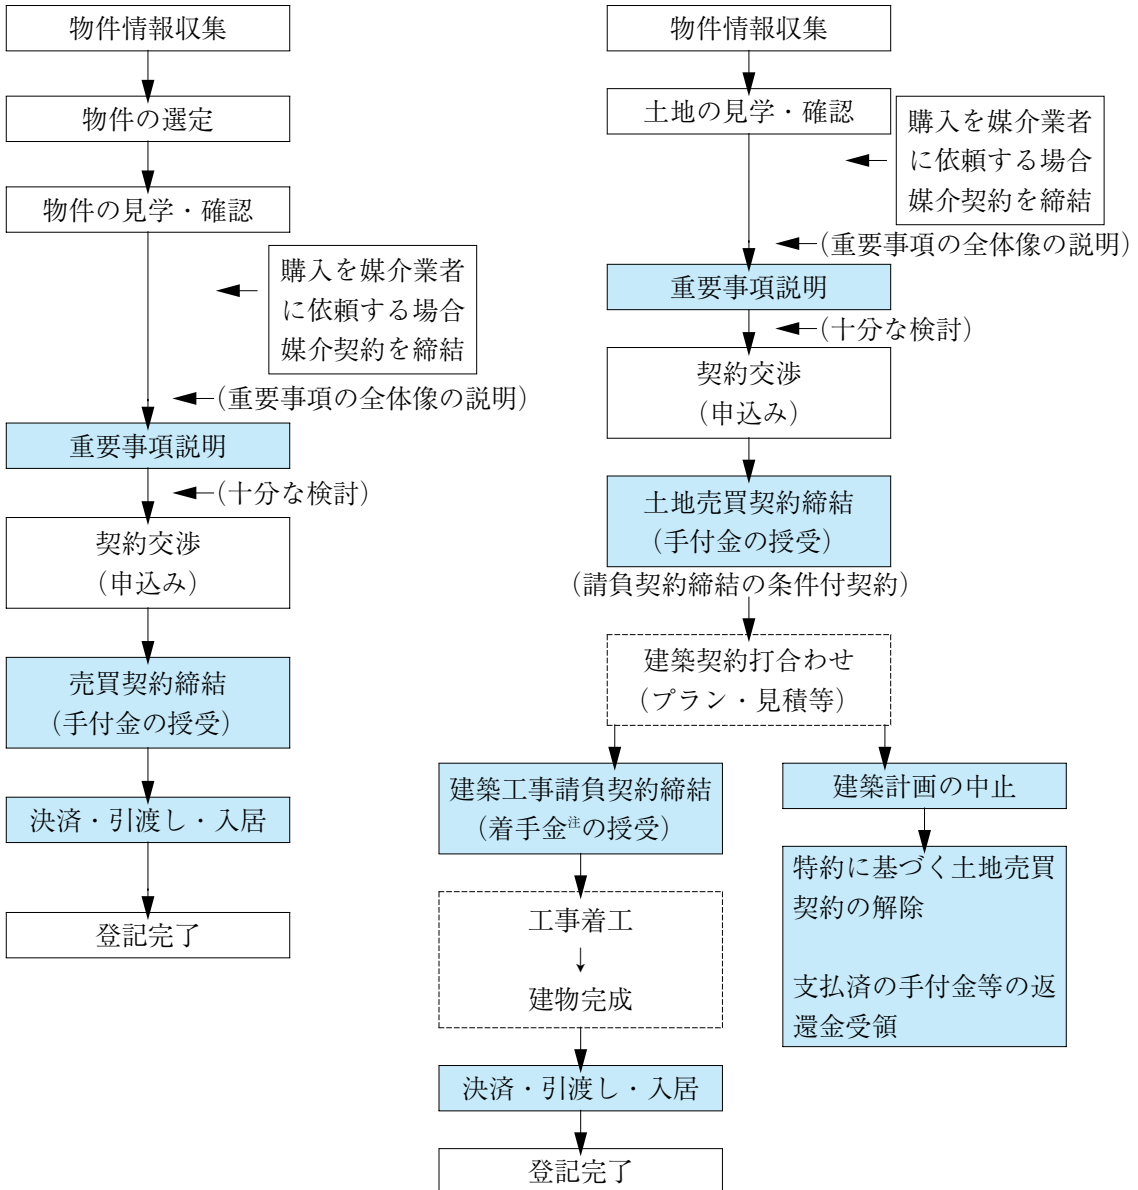 物件情報収集
物件の選定
物件の見学・確認
購入を媒介業者
に依頼する場合
媒介契約を締結
(重要事項の全体像の説明)
重要事項説明
(十分な検討)
契約交渉
(申込み)
売買契約締結
(手付金の授受)
決済・引渡し・入居
登記完了
物件情報収集
土地の見学・確認
購入を媒介業者
に依頼する場合
媒介契約を締結
(重要事項の全体像の説明)
重要事項説明
(十分な検討)
契約交渉
(申込み)
土地売買契約締結
(手付金の授受)
(請負契約締結の条件付契約)
建築契約打合わせ
(プラン・見積等)
建築工事請負契約締結
(着手金注の授受)
工事着工
↓
建物完成
決済・引渡し・入居
登記完了
建築計画の中止
特約に基づく土地売買
契約の解除
支払済の手付金等の返
還金受領